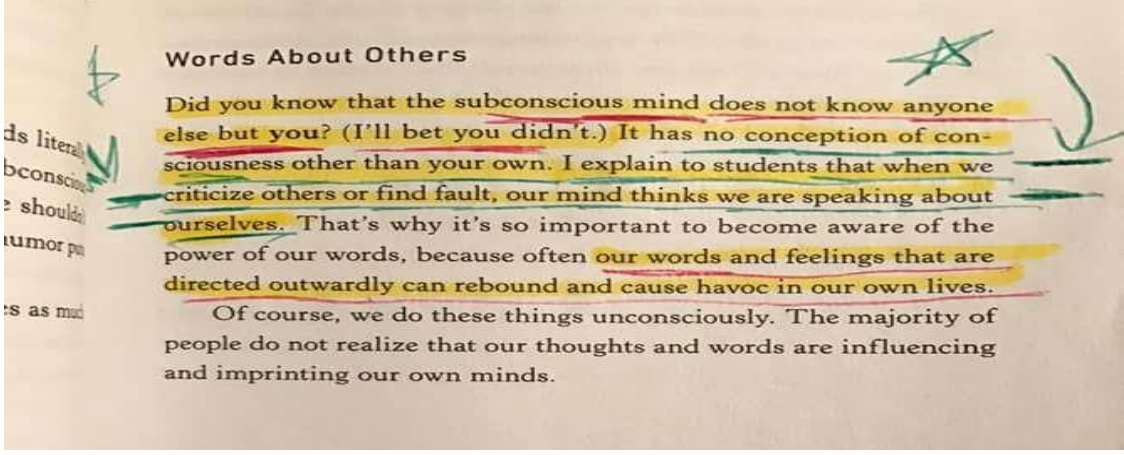 Words About Others
Did you know that the subconscious mind does not know anyone
else but you? (I'll bet you didn't.) It has no conception of con-
sciousness other than your own. I explain to students that when we
criticize others or find fault, our mind thinks we are speaking about
ourselves. That's why it's so important to become aware of the
power of our words, because often our words and feelings that are
directed outwardly can rebound and cause havoc in our own lives.
Of course, we do these things unconsciously. The majority of
people do not realize that our thoughts and words are influencing
and imprinting our own minds.